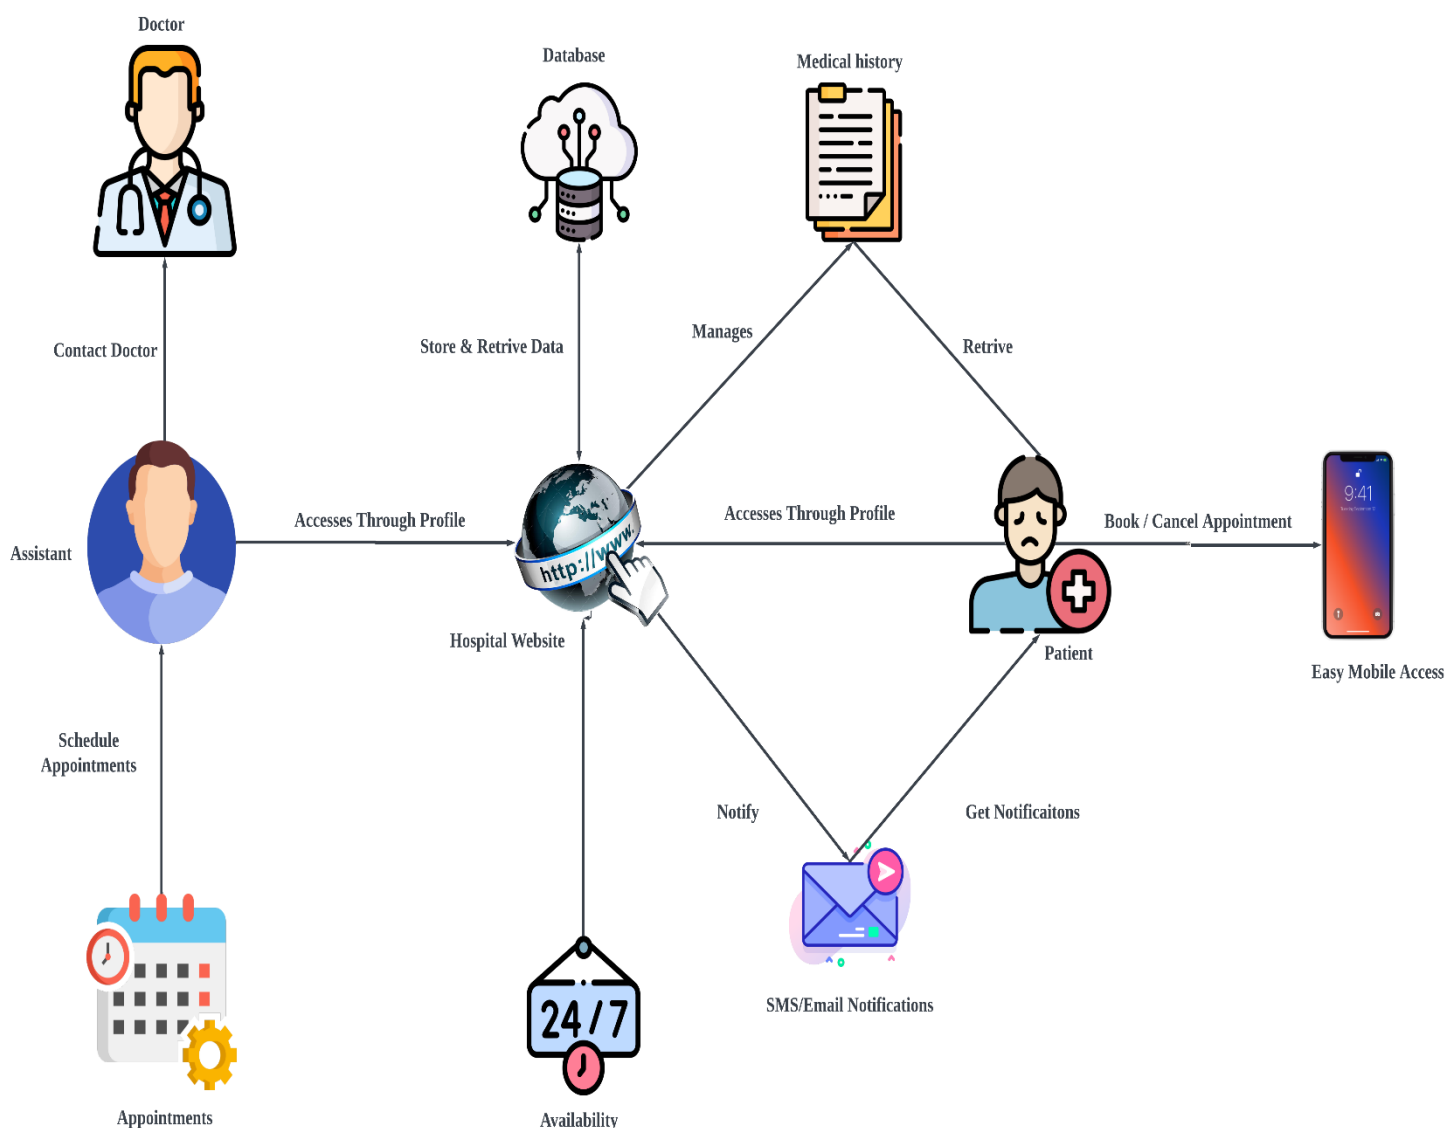 Doctor
Database
Medical history
Manages
Contact Doctor
Store & Retrive Data
Retrive
9:41
Accesses Through Profile
Accesses Through Profile
Book / Cancel Appointment
http://www.
Assistant
Hospital Website
Patient
Easy Mobile Access
Schedule
Appointments
Notify
Get Notificaitons
24/7
SMS/Email Notifications
Appointments
Availability